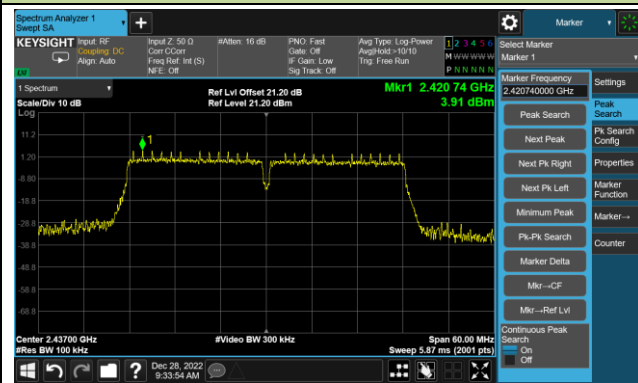 Spectrum Analyzer 1
Swept SA
+
Marker
KEYSIGHT
Input: RF
Coupling: DC
Align: Auto
Input Z: 50 Ω
Corr CCorr
Freq Ref: Int (S)
NFE: Off
#Atten: 16 dB
PNO: Fast
Gate: Off
IF Gain: Low
Sig Track: Off
Avg Type: Log-Power
Avg|Hold:>10/10
Trig: Free Run
1 2 3 4 5 6
M W W W W W
P N N N N N
Select Marker
Marker 1
1 Spectrum
Scale/Div 10 dB
Log
Ref Lvl Offset 21.20 dB
Ref Level 21.20 dBm
Mkr1 2.420 74 GHz
3.91 dBm
Marker Frequency
2.420740000 GHz
Settings
Peak Search
Next Peak
Next Pk Right
Next Pk Left
Minimum Peak
Pk-Pk Search
Marker Delta
Mkr→CF
Mkr→Ref Lvl
Continuous Peak
Search
On
Off
Peak
Search
Pk Search
Config
Properties
Marker
Function
Marker→
Counter
11.2
1.20
-8.80
-18.8
-28.8
-38.8
-48.8
-58.8
-68.8
1
Center 2.43700 GHz
#Res BW 100 kHz
#Video BW 300 kHz
Span 60.00 MHz
Sweep 5.87 ms (2001 pts)
?
Dec 28, 2022
9:33:54 AM